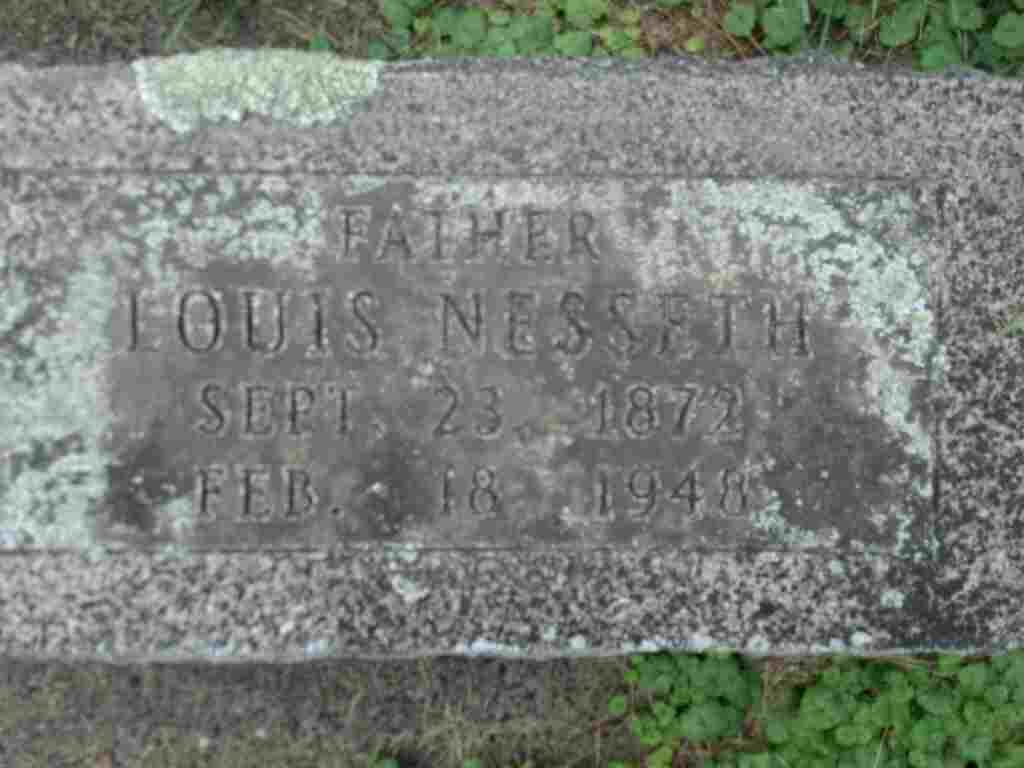 FATHER
LOUIS NESSETH
SEPT. 23, 1872
FEB. 18 1948